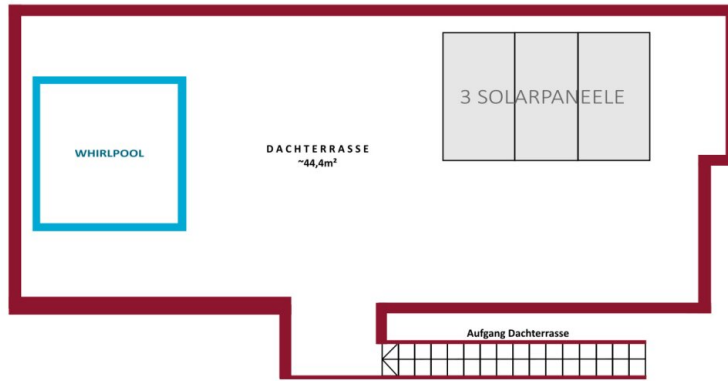 3 SOLARPANEELE
WHIRLPOOL
DACHTERRASSE
~44,4m²
Aufgang Dachterrasse